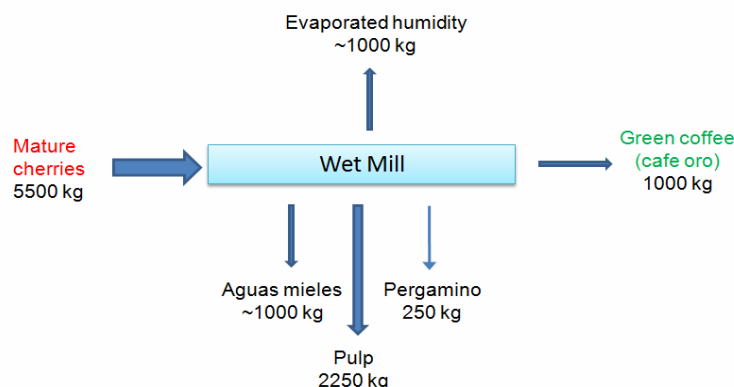 Evaporated humidity
~1000 kg
Mature
cherries
5500 kg
Wet Mill
Green coffee
(cafe oro)
1000 kg
Aguas mieles
~1000 kg
Pergamino
250 kg
Pulp
2250 kg